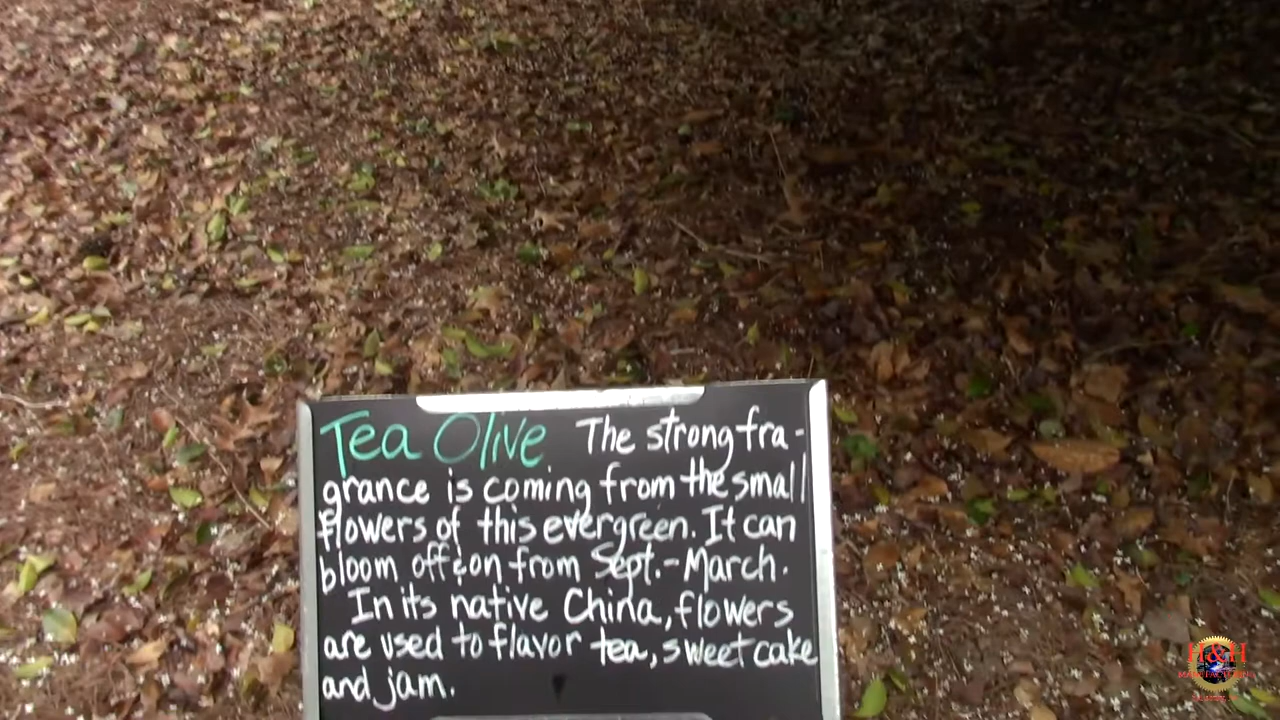 Tea Olive The strong fra-
grance is coming from the small
flowers of this evergreen. It can
bloom off & on from Sept.-March.
In its native China, flowers
are used to flavor tea, sweet cake
and jam.
H&H